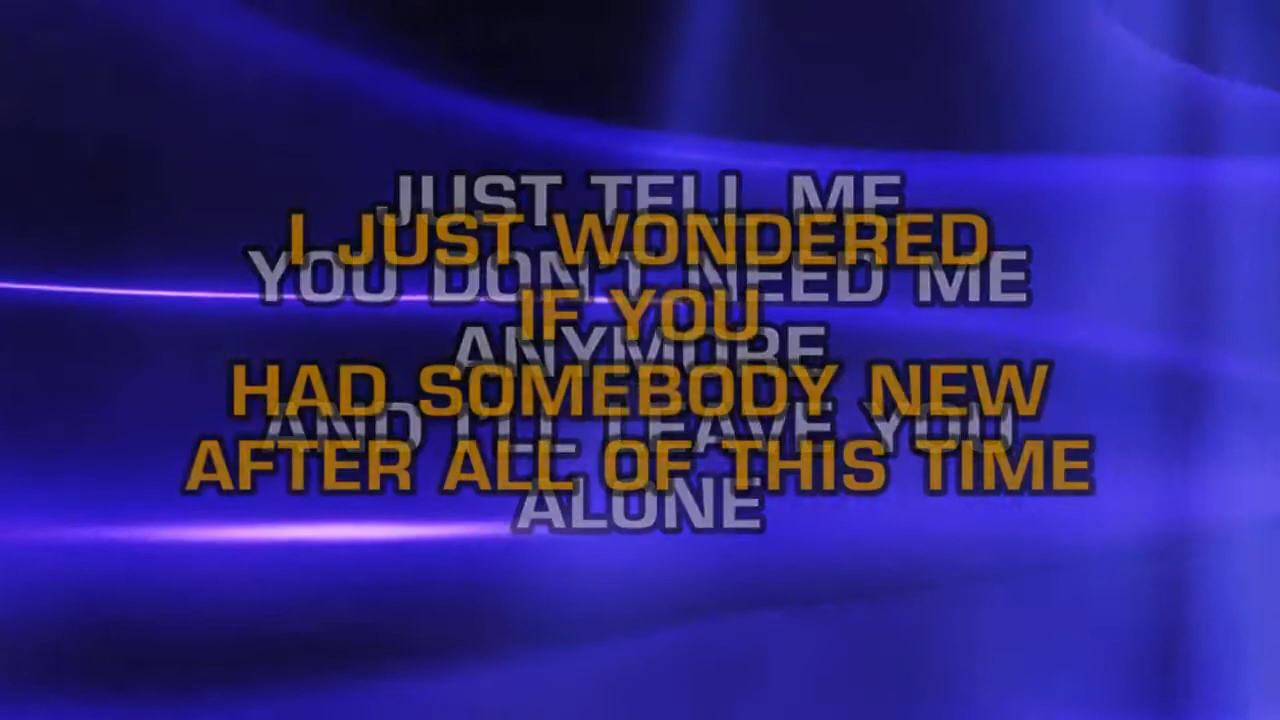 JUST TELL ME
I JUST WONDERED
YOU DON'T NEED ME
IF YOU
ANYMORE
HAD SOMEBODY NEW
AND I'LL LEAVE YOU
AFTER ALL OF THIS TIME
ALONE